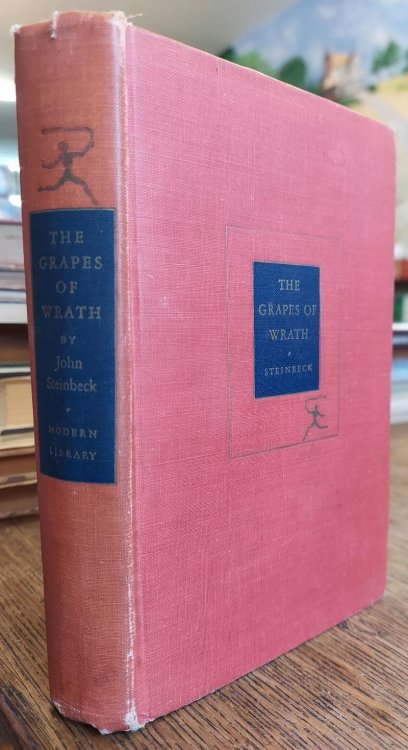 THE
GRAPES
OF
WRATH
BY
John
Steinbeck
MODERN
LIBRARY
THE
GRAPES OF
WRATH
STEINBECK